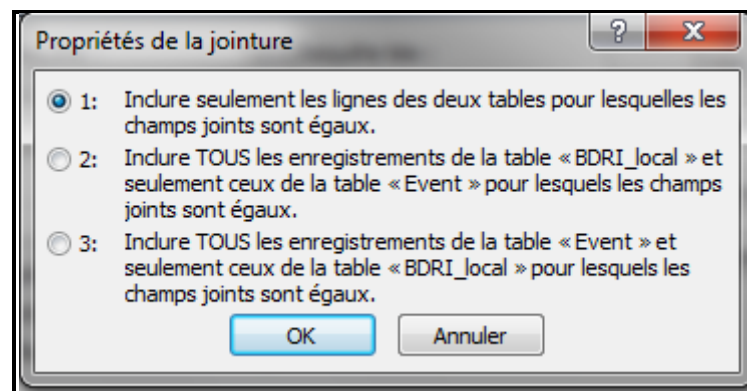 Propriétés de la jointure
1: Inclure seulement les lignes des deux tables pour lesquelles les
champs joints sont égaux.
2: Inclure TOUS les enregistrements de la table « BDRI_local » et
seulement ceux de la table « Event » pour lesquels les champs
joints sont égaux.
3: Inclure TOUS les enregistrements de la table « Event » et
seulement ceux de la table « BDRI_local » pour lesquels les
champs joints sont égaux.
OK Annuler